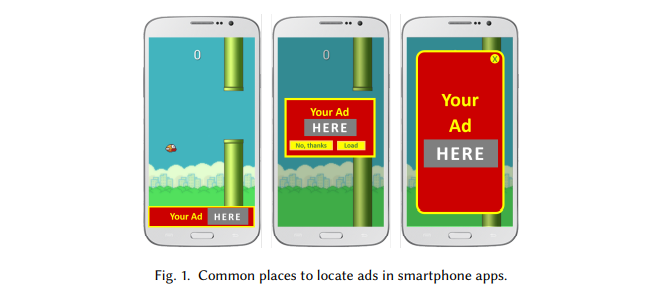 0
Your Ad HERE
0
Your Ad
HERE
No, thanks Load
X
Your
Ad
HERE
Fig. 1. Common places to locate ads in smartphone apps.